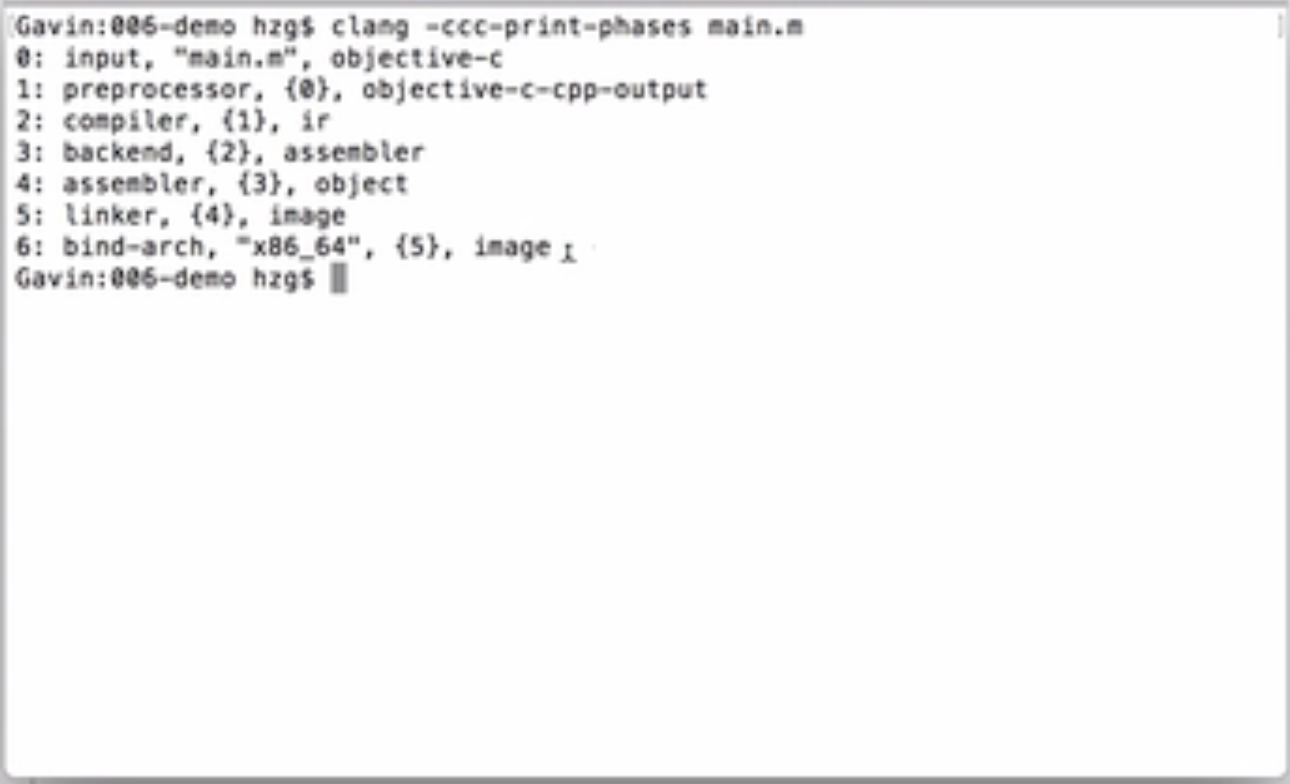 Gavin:006-demo hzg$ clang -ccc-print-phases main.m
0: input, "main.m", objective-c
1: preprocessor, {0}, objective-c-cpp-output
2: compiler, {1}, ir
3: backend, {2}, assembler
4: assembler, {3}, object
5: linker, {4}, image
6: bind-arch, "x86_64", {5}, image
Gavin:006-demo hzg$